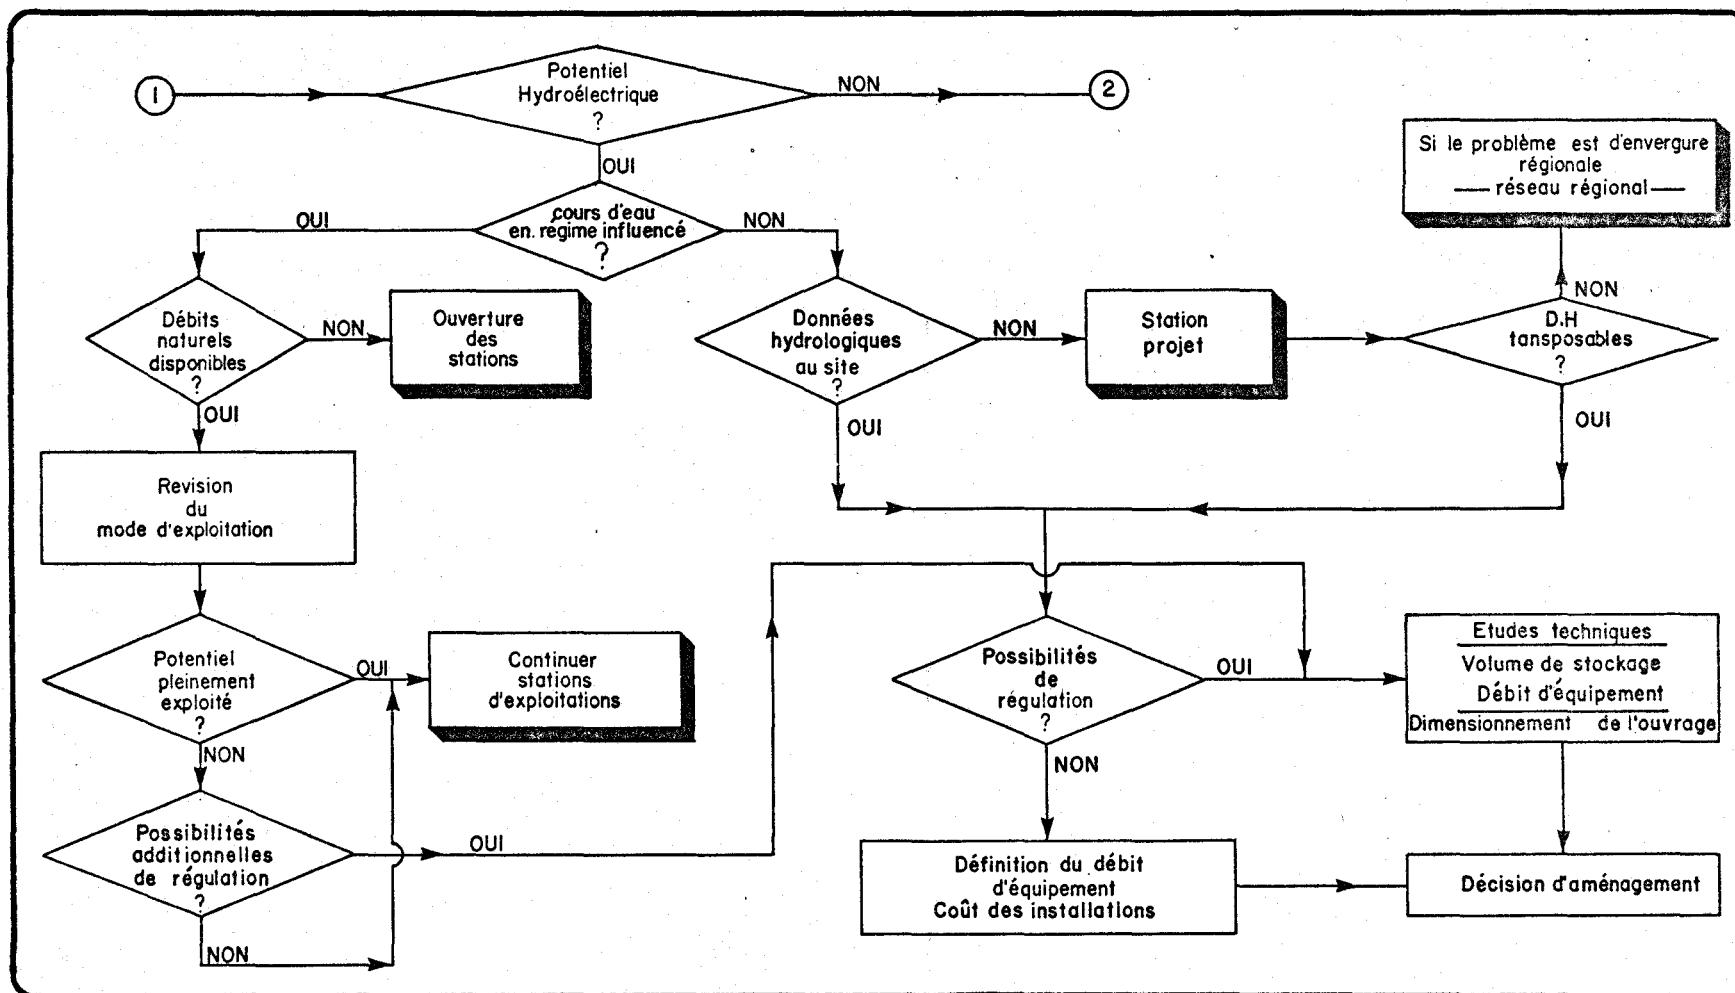 1
Potentiel
Hydroélectrique
?
NON
2
OUI
cours d'eau
en. régime influencé
?
OUI
NON
Si le problème est d'envergure
régionale
— réseau régional —
NON
Débits
naturels
disponibles
?
NON
Ouverture
des
stations
OUI
Données
hydrologiques
au site
?
NON
Station
projet
D.H
tansposables
?
OUI
OUI
Revision
du
mode d'exploitation
Potentiel
pleinement
exploité
?
OUI
Continuer
stations
d'exploitations
NON
Possibilités
additionnelles
de régulation
?
OUI
NON
Possibilités
de
régulation
?
OUI
NON
Etudes techniques
Volume de stockage
Débit d'équipement
Dimensionnement de l'ouvrage
Définition du débit
d'équipement
Coût des installations
Décision d'aménagement